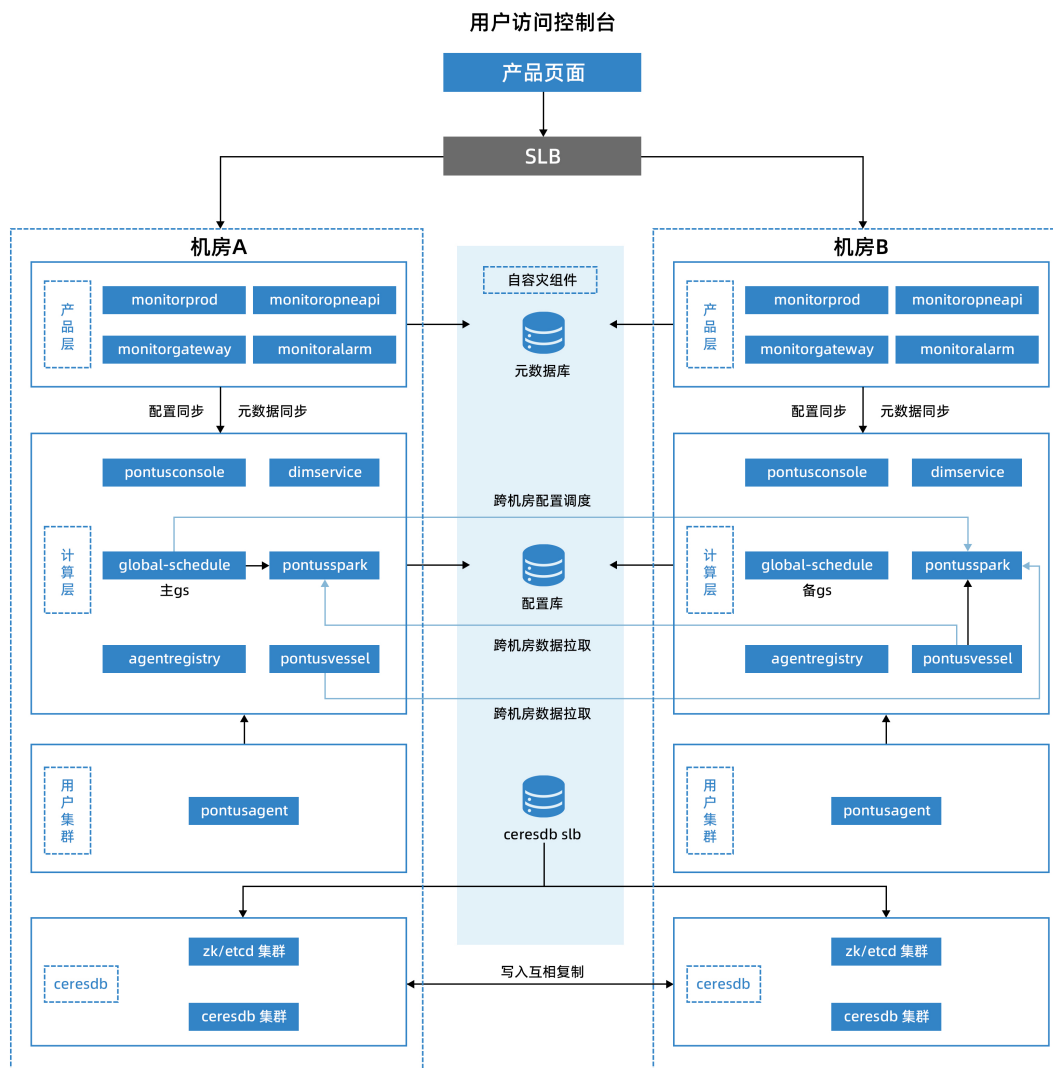 用户访问控制台
产品页面
SLB
机房A
产品层
monitorprod
monitoropneapi
monitorgateway
monitoralarm
配置同步
元数据同步
计算层
pontusconsole
dimservice
global-schedule
主gs
pontusspark
agentregistry
pontusvessel
用户集群
pontusagent
ceresdb
zk/etcd 集群
ceresdb 集群
自容灾组件
元数据库
跨机房配置调度
配置库
跨机房数据拉取
跨机房数据拉取
ceresdb slb
写入互相复制
机房B
产品层
monitorprod
monitoropneapi
monitorgateway
monitoralarm
配置同步
元数据同步
计算层
pontusconsole
dimservice
global-schedule
备gs
pontusspark
agentregistry
pontusvessel
用户集群
pontusagent
ceresdb
zk/etcd 集群
ceresdb 集群